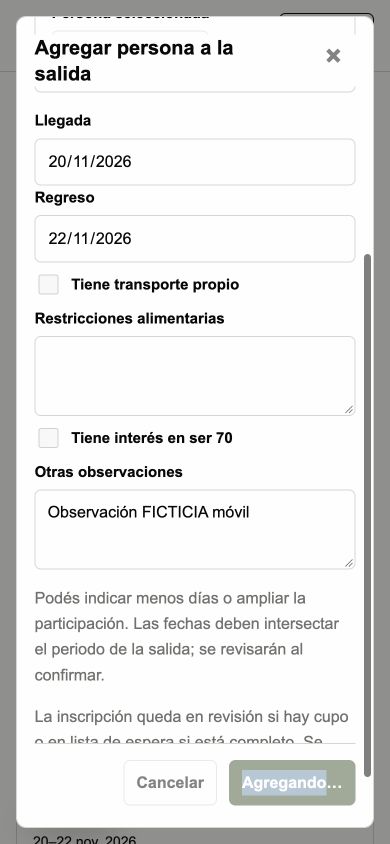 Persona seleccionada
Agregar persona a la
salida
Llegada
20/11/2026
Regreso
22/11/2026
Tiene transporte propio
Restricciones alimentarias
Tiene interés en ser 70
Otras observaciones
Observación FICTICIA móvil
Podés indicar menos días o ampliar la
participación. Las fechas deben intersectar
el periodo de la salida; se revisarán al
confirmar.
La inscripción queda en revisión si hay cupo
o en lista de espera si está completo. Se
Cancelar
Agregando…
20–22 nov. 2026